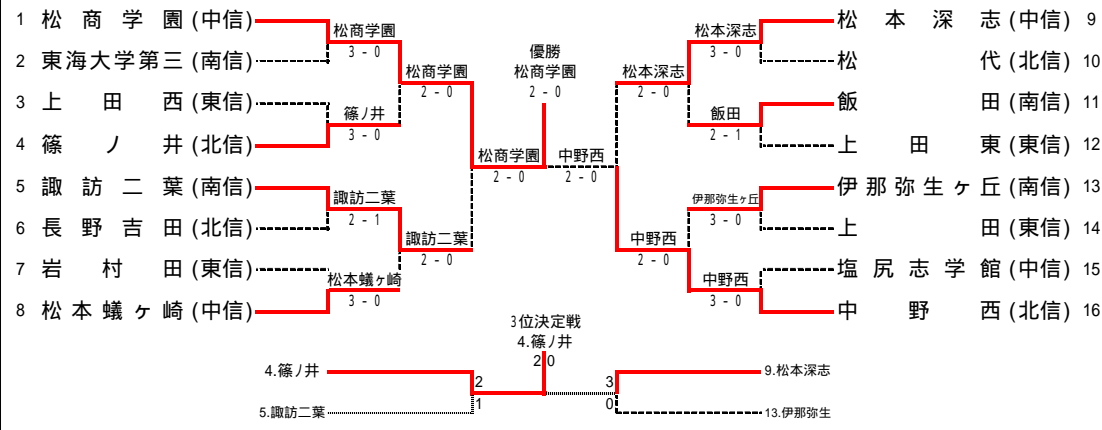 1 松商学園(中信)
2 東海大学第三(南信)
3 上田西(東信)
4 篠ノ井(北信)
5 諏訪二葉(南信)
6 長野吉田(北信)
7 岩村田(東信)
8 松本蟻ヶ崎(中信)
松商学園
3 - 0
篠ノ井
3 - 0
諏訪二葉
2 - 1
松本蟻ヶ崎
3 - 0
松商学園
2 - 0
諏訪二葉
2 - 0
松商学園
2 - 0
優勝
松商学園
2 - 0
中野西
2 - 0
松本深志
2 - 0
中野西
2 - 0
松本深志
3 - 0
飯田
2 - 1
伊那弥生ヶ丘
3 - 0
中野西
3 - 0
松本深志(中信) 9
松代(北信) 10
飯田(南信) 11
上田東(東信) 12
伊那弥生ヶ丘(南信) 13
上田(東信) 14
塩尻志学館(中信) 15
中野西(北信) 16
3位決定戦
4.篠ノ井
2 0
4.篠ノ井
2
1
5.諏訪二葉
3
0
9.松本深志
13.伊那弥生